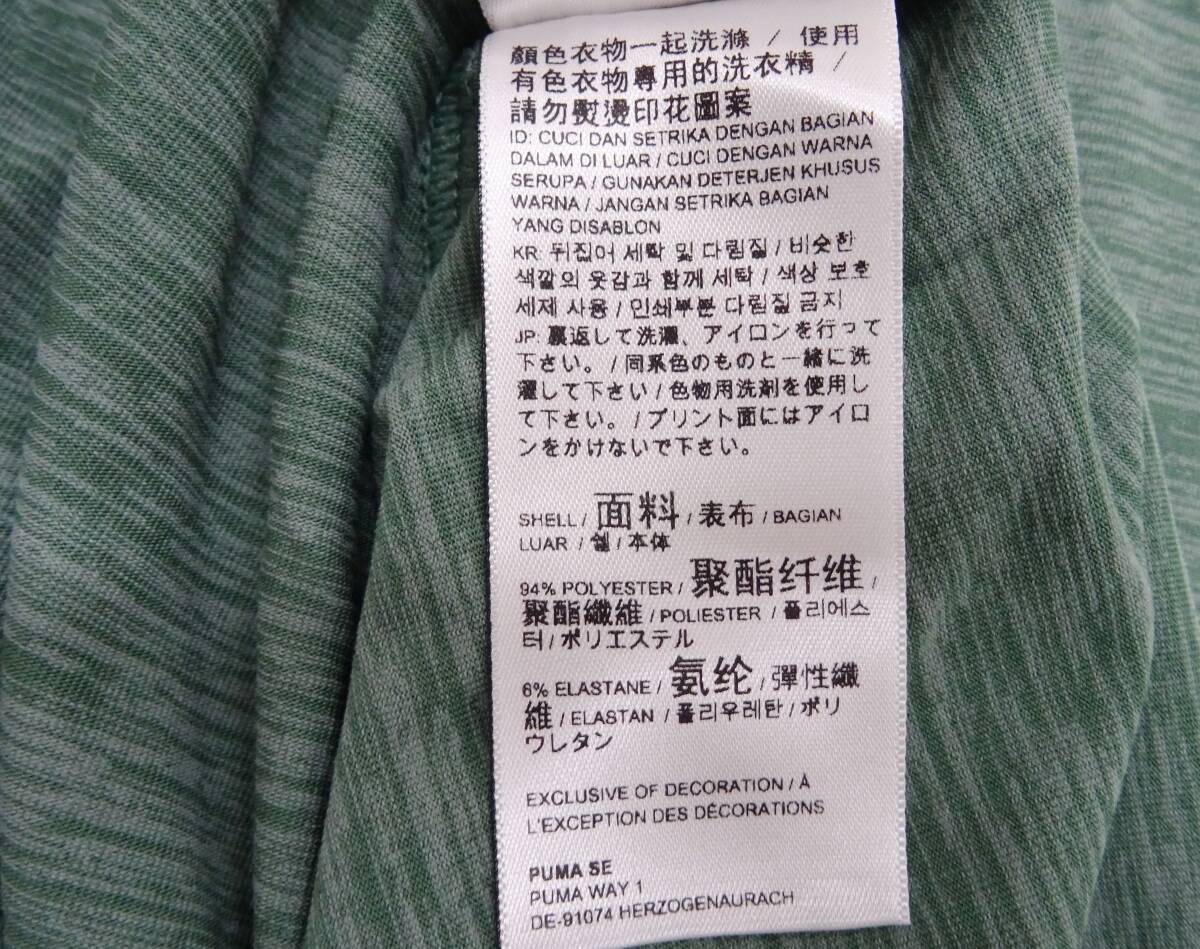 顏色衣物一起洗滌 / 使用
有色衣物專用的洗衣精 /
請勿熨燙印花圖案
ID: CUCI DAN SETRIKA DENGAN BAGIAN
DALAM DI LUAR / CUCI DENGAN WARNA
SERUPA / GUNAKAN DETERJEN KHUSUS
WARNA / JANGAN SETRIKA BAGIAN
YANG DISABLON
KR: 뒤집어 세탁 및 다림질 / 비슷한
색깔의 옷감과 함께 세탁 / 색상 보호
세제 사용 / 인쇄부분 다림질 금지
JP: 裏返して洗濯、アイロンを行って
下さい。 / 同系色のものと一緒に洗
濯して下さい / 色物用洗剤を使用し
て下さい。 / プリント面にはアイロ
ンをかけないで下さい。
SHELL / 面料 / 表布 / BAGIAN
LUAR / 쉘 / 本体
94% POLYESTER / 聚酯纤维 /
聚酯纖維 / POLIESTER / 폴리에스
터 / ポリエステル
6% ELASTANE / 氨纶 / 彈性纖
維 / ELASTAN / 폴리우레탄 / ポリ
ウレタン
EXCLUSIVE OF DECORATION / À
L'EXCEPTION DES DÉCORATIONS
PUMA SE
PUMA WAY 1
DE-91074 HERZOGENAURACH